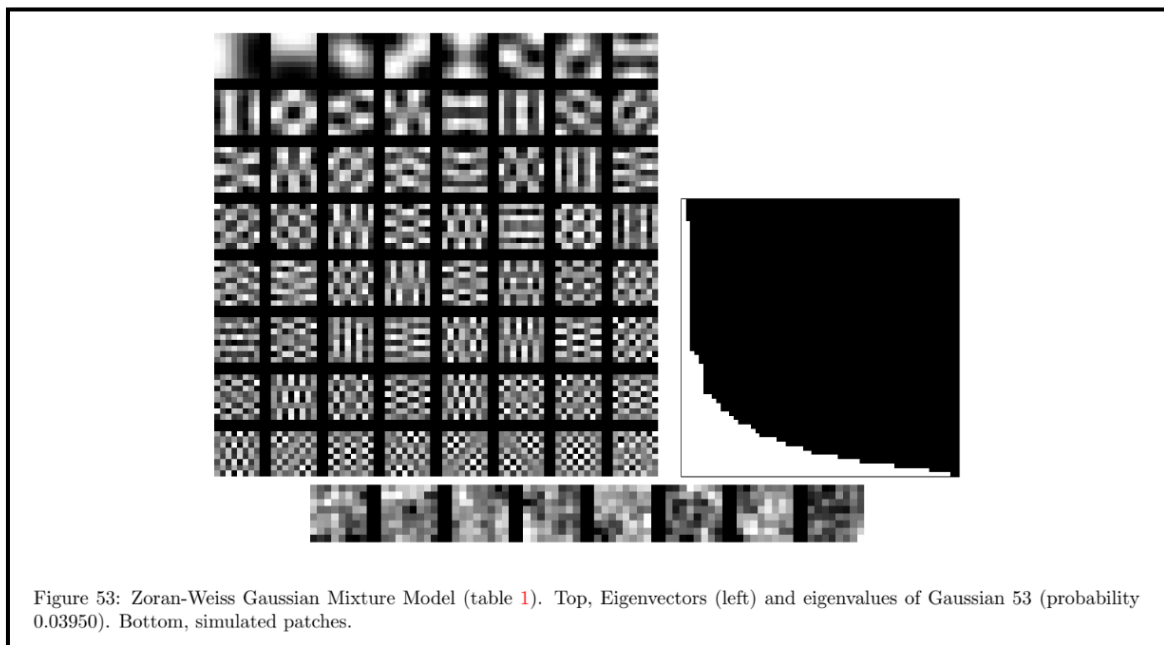 Figure 53: Zoran-Weiss Gaussian Mixture Model (table 1). Top, Eigenvectors (left) and eigenvalues of Gaussian 53 (probability
0.03950). Bottom, simulated patches.